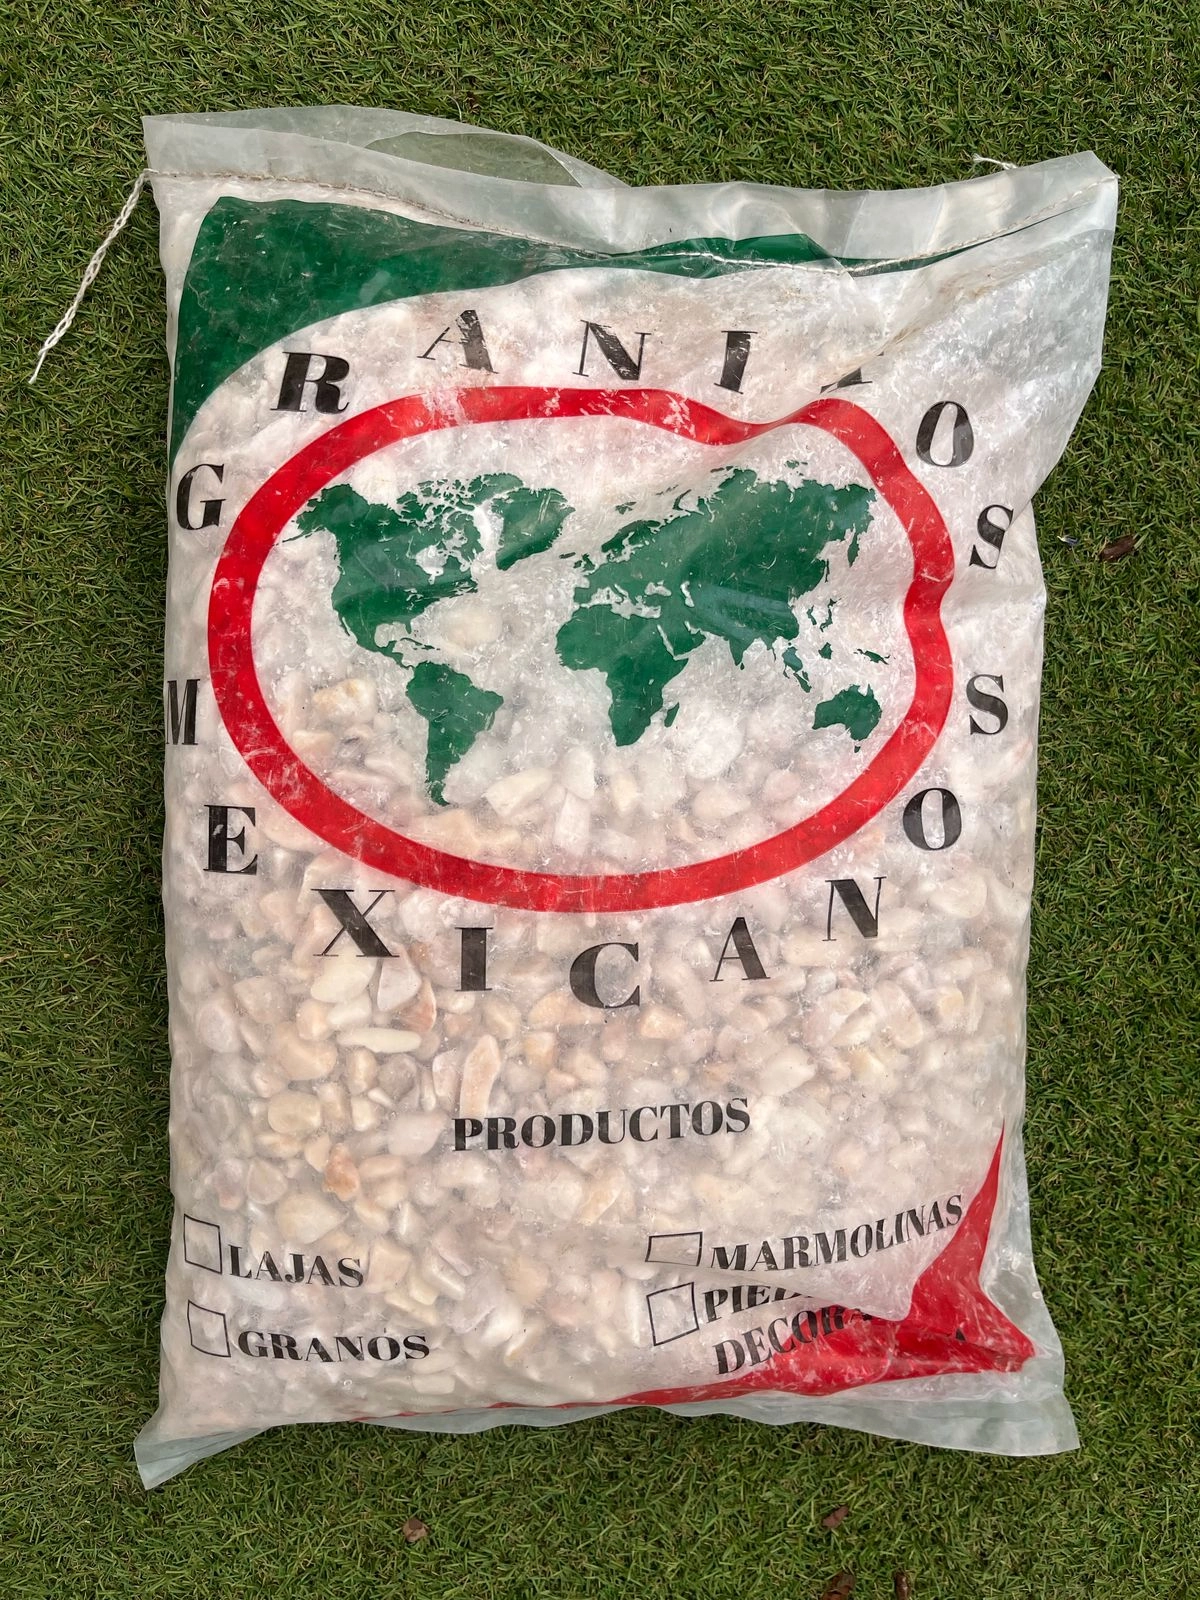 GRANITOS
MEXICANOS
PRODUCTOS
LAJAS
GRANOS
MARMOLINAS